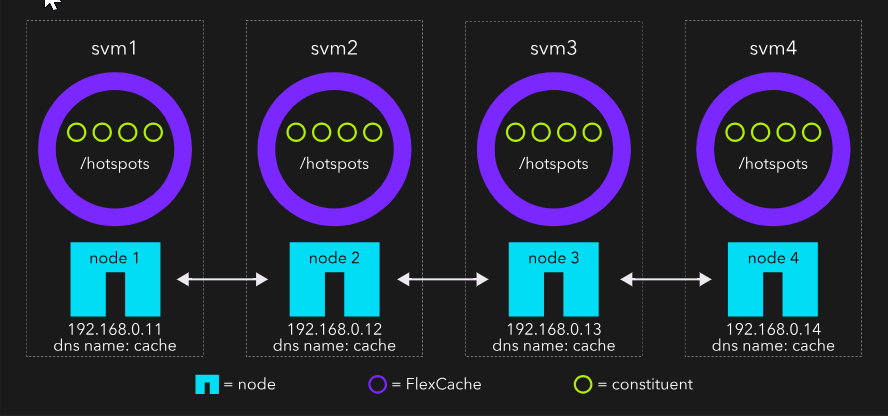 svm1
svm2
svm3
svm4
/hotspots
/hotspots
/hotspots
/hotspots
node 1
node 2
node 3
node 4
192.168.0.11
dns name: cache
192.168.0.12
dns name: cache
192.168.0.13
dns name: cache
192.168.0.14
dns name: cache
= node
= FlexCache
= constituent